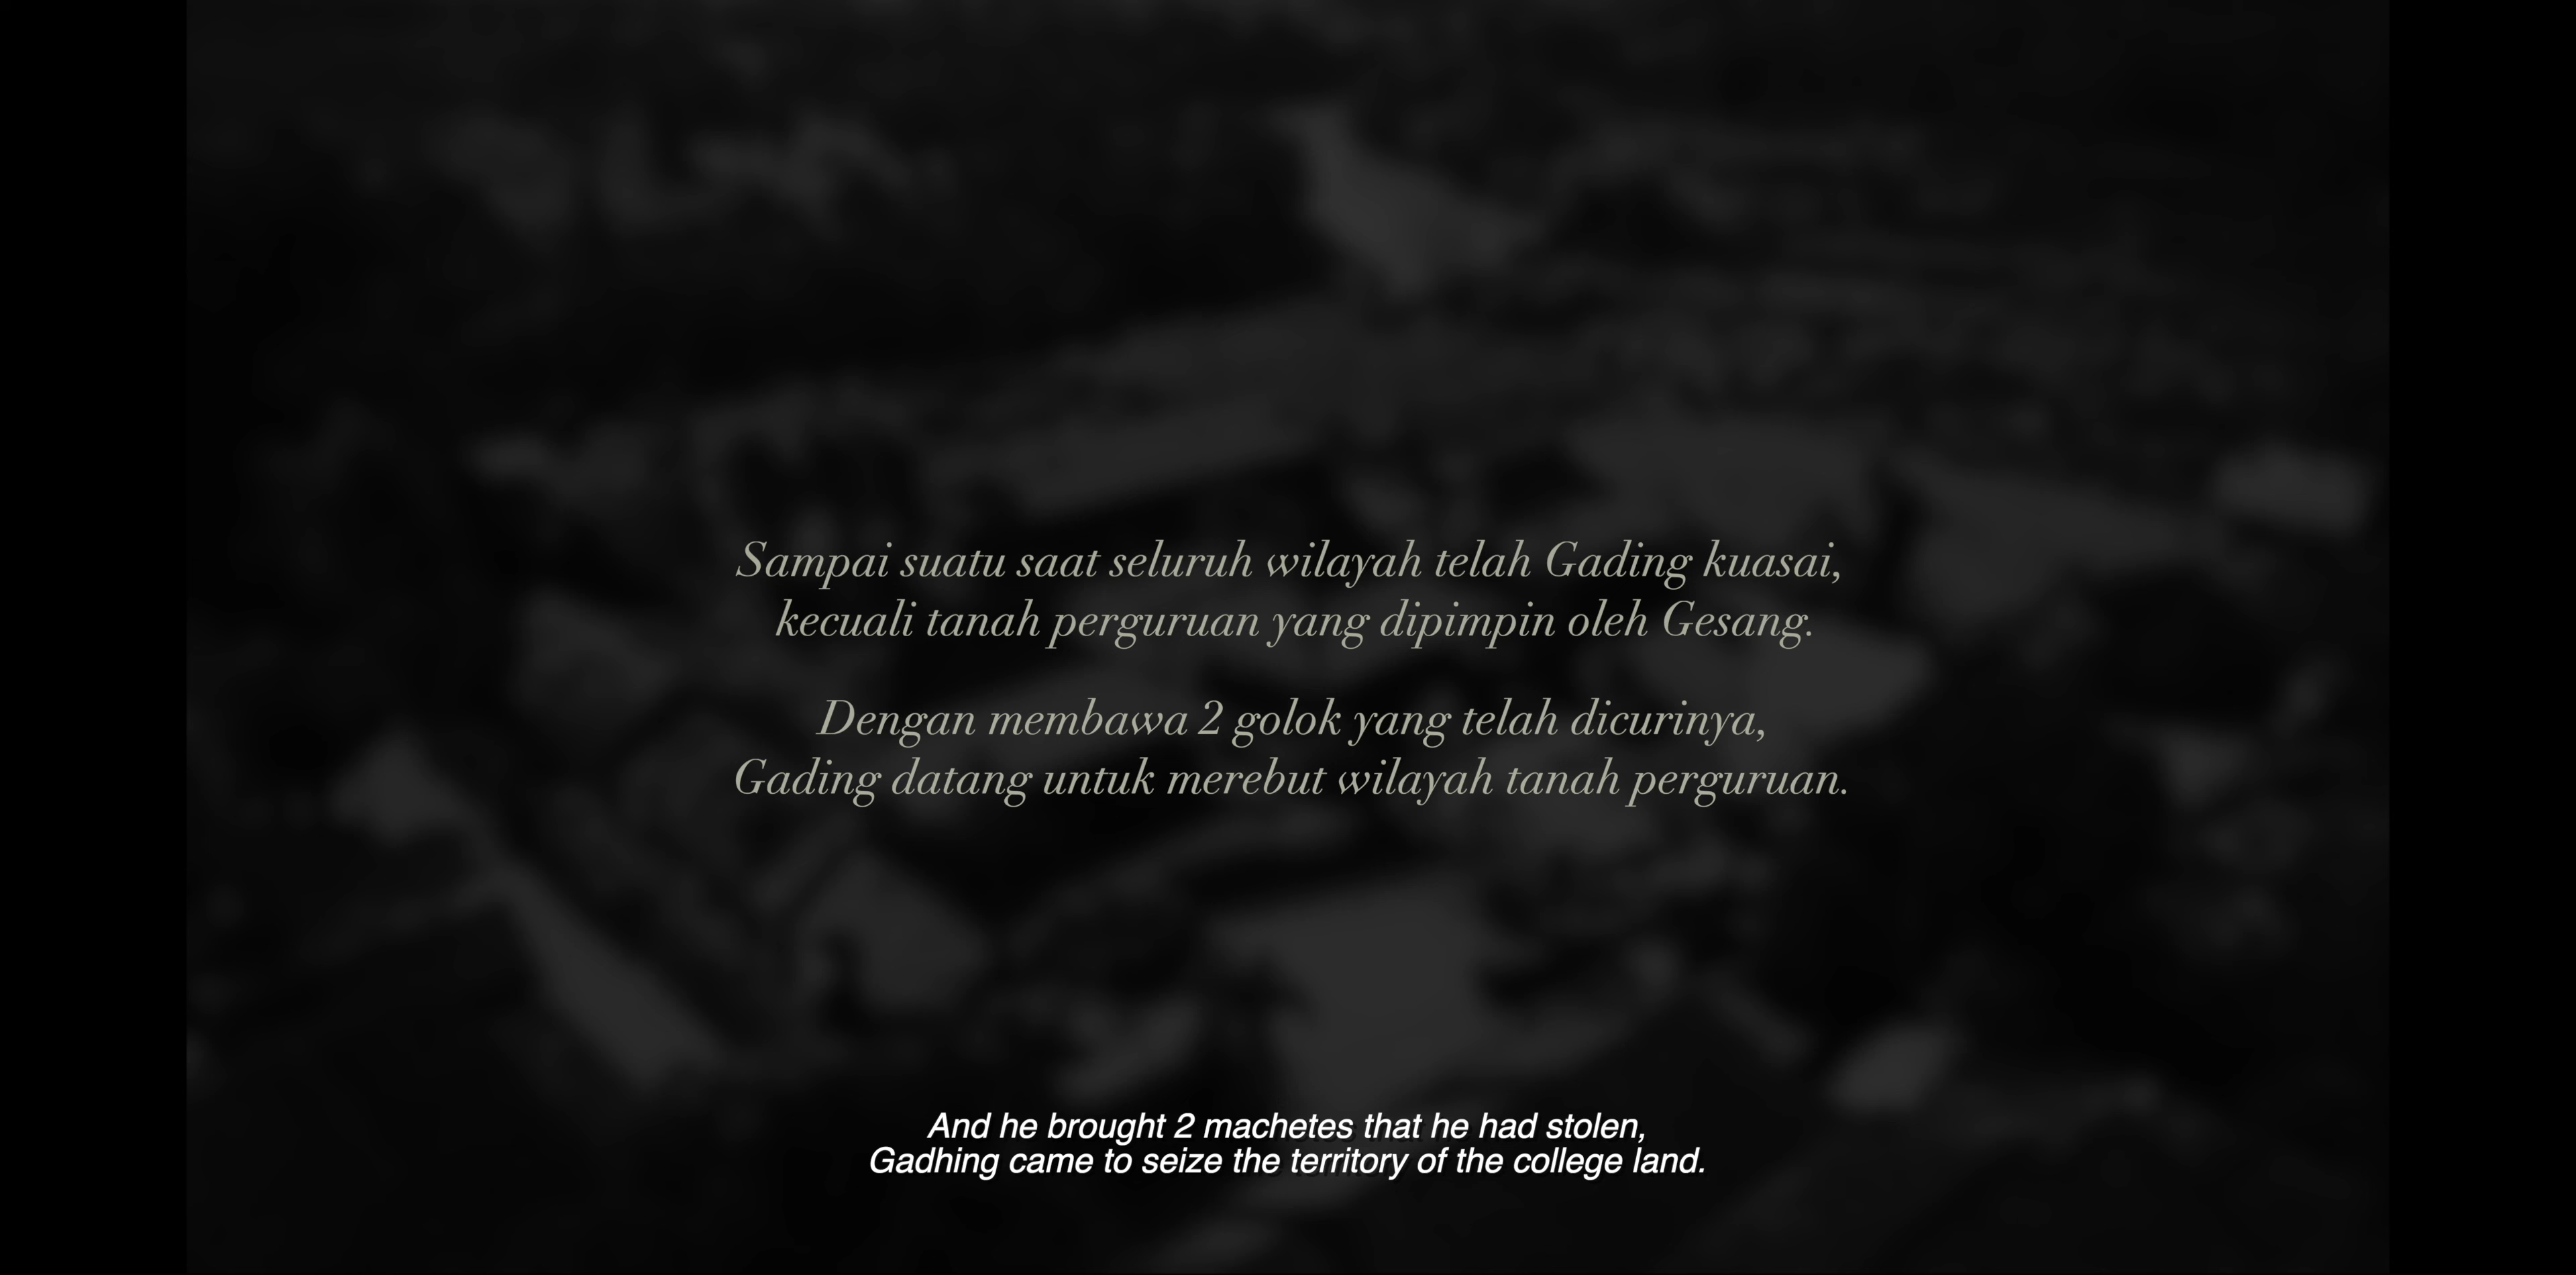 Sampai suatu saat seluruh wilayah telah Gading kuasai,
kecuali tanah perguruan yang dipimpin oleh Gesang.
Dengan membawa 2 golok yang telah dicurinya,
Gading datang untuk merebut wilayah tanah perguruan.
And he brought 2 machetes that he had stolen,
Gadhing came to seize the territory of the college land.